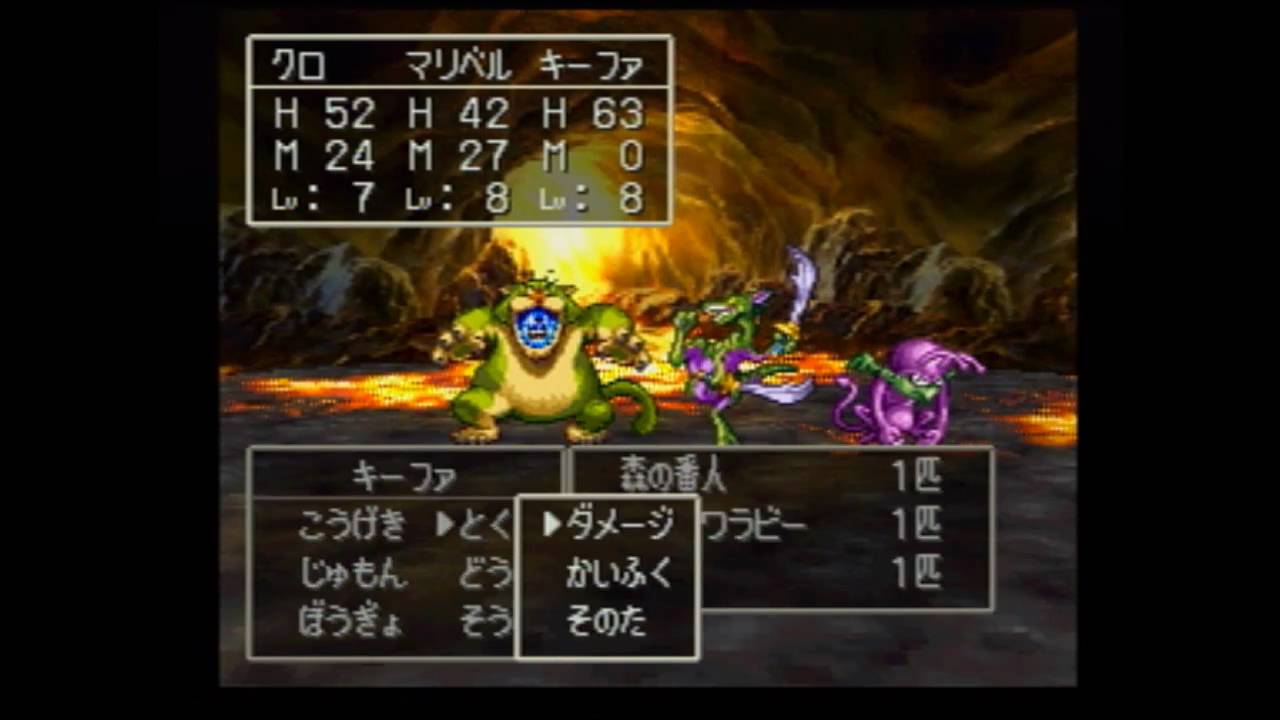 クロ マリベル キーファ
H 52 H 42 H 63
M 24 M 27 M 0
Lv: 7 Lv: 8 Lv: 8
キーファ
こうげき ▶とく
じゅもん どう
ぼうぎょ そう
▶ダメージ
かいふく
そのた
森の番人 1匹
ワラビー 1匹
1匹